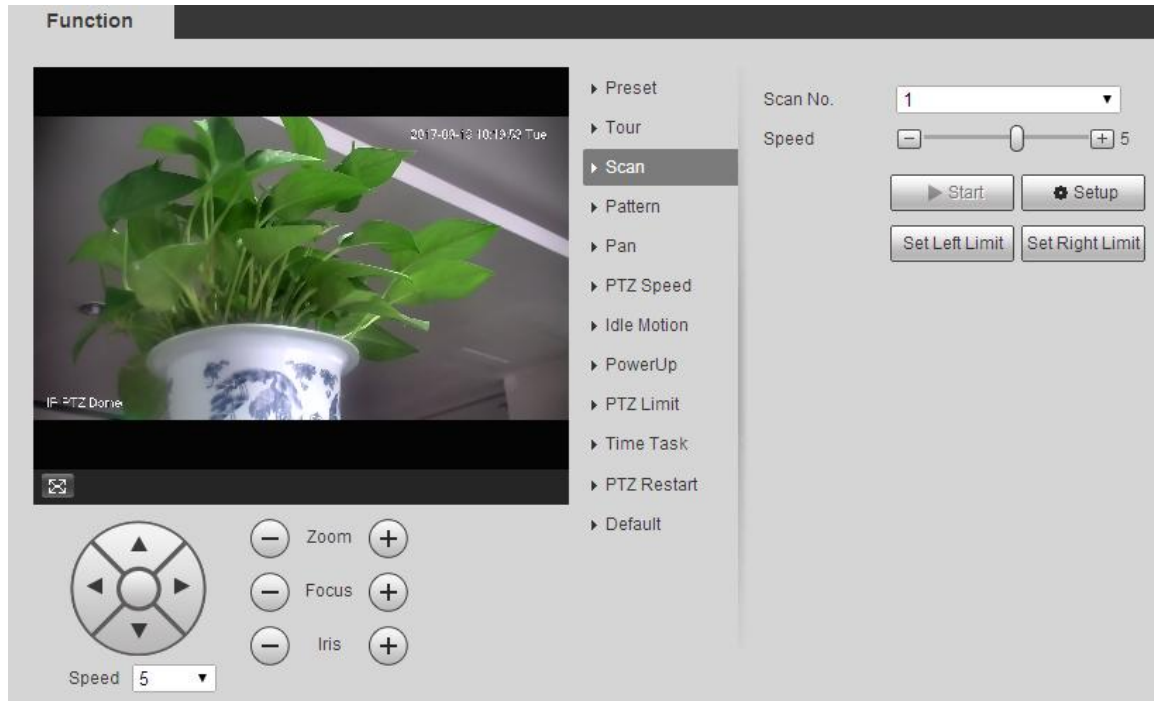 Function
2017-09-1 10:19:52 Tue
IP PTZ Dome
Zoom
Focus
Iris
Speed 5
Preset
Tour
Scan
Pattern
Pan
PTZ Speed
Idle Motion
PowerUp
PTZ Limit
Time Task
PTZ Restart
Default
Scan No. 1
Speed 5
Start Setup
Set Left Limit Set Right Limit